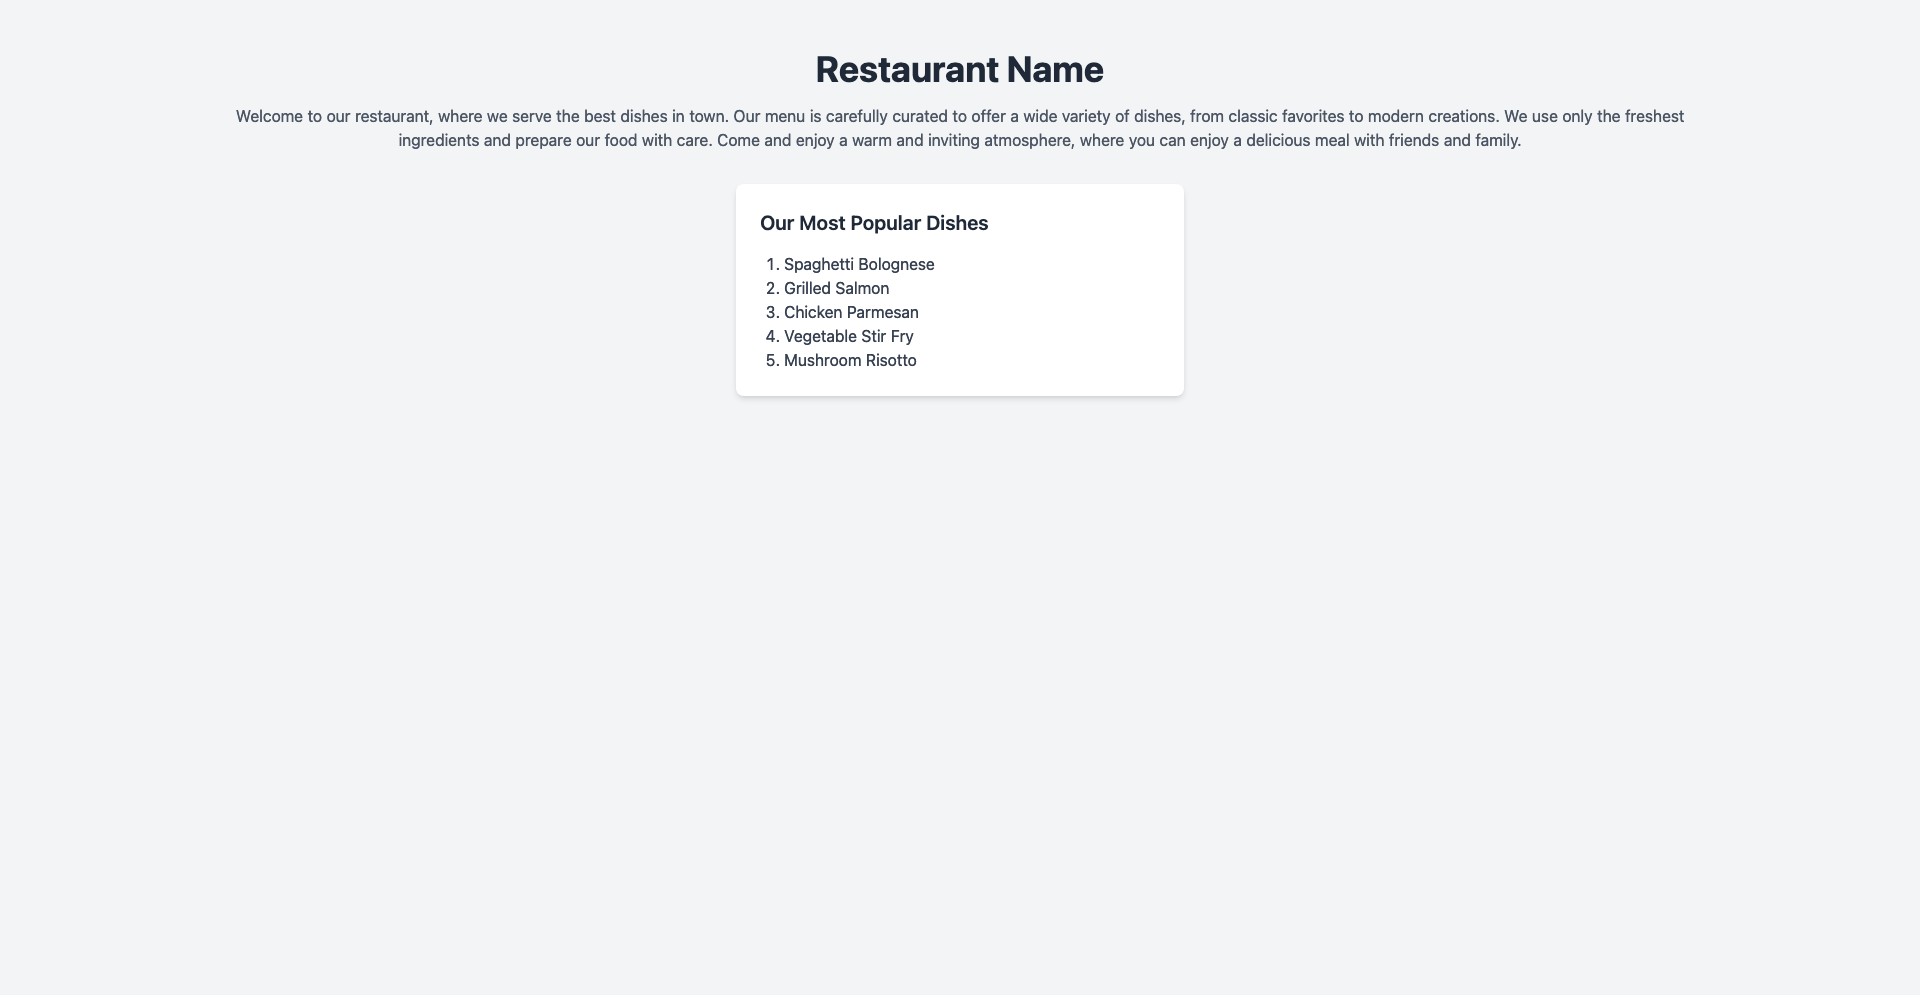 Restaurant Name
Welcome to our restaurant, where we serve the best dishes in town. Our menu is carefully curated to offer a wide variety of dishes, from classic favorites to modern creations. We use only the freshest
ingredients and prepare our food with care. Come and enjoy a warm and inviting atmosphere, where you can enjoy a delicious meal with friends and family.
Our Most Popular Dishes
1. Spaghetti Bolognese
2. Grilled Salmon
3. Chicken Parmesan
4. Vegetable Stir Fry
5. Mushroom Risotto